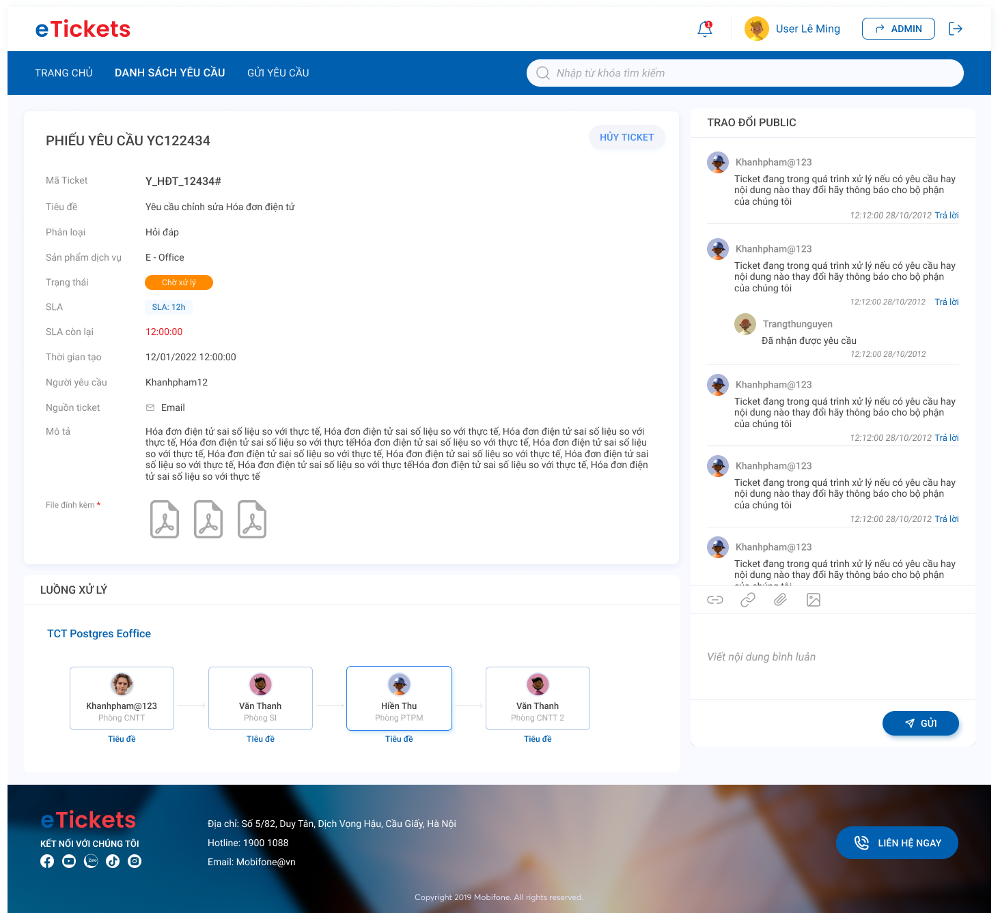 eTickets
1
User Lê Ming
ADMIN
TRANG CHỦ
DANH SÁCH YÊU CẦU
GỬI YÊU CẦU
Nhập từ khóa tìm kiếm
PHIẾU YÊU CẦU YC122434
HỦY TICKET
Mã Ticket
Y_HĐT_12434#
Tiêu đề
Yêu cầu chỉnh sửa Hóa đơn điện tử
Phân loại
Hỏi đáp
Sản phẩm dịch vụ
E - Office
Trạng thái
Chờ xử lý
SLA
SLA: 12h
SLA còn lại
12:00:00
Thời gian tạo
12/01/2022 12:00:00
Người yêu cầu
Khanhpham12
Nguồn ticket
Email
Mô tả
Hóa đơn điện tử sai số liệu so với thực tế, Hóa đơn điện tử sai số liệu so với thực tế, Hóa đơn điện tử sai số liệu so với
thực tế, Hóa đơn điện tử sai số liệu so với thực tếHóa đơn điện tử sai số liệu so với thực tế, Hóa đơn điện tử sai số liệu
so với thực tế, Hóa đơn điện tử sai số liệu so với thực tế, Hóa đơn điện tử sai số liệu so với thực tế, Hóa đơn điện tử sai
số liệu so với thực tế, Hóa đơn điện tử sai số liệu so với thực tếHóa đơn điện tử sai số liệu so với thực tế, Hóa đơn điện
tử sai số liệu so với thực tế
File đính kèm *
TRAO ĐỔI PUBLIC
Khanhpham@123
Ticket đang trong quá trình xử lý nếu có yêu cầu hay
nội dung nào thay đổi hãy thông báo cho bộ phận
của chúng tôi
12:12:00 28/10/2012 Trả lời
Khanhpham@123
Ticket đang trong quá trình xử lý nếu có yêu cầu hay
nội dung nào thay đổi hãy thông báo cho bộ phận
của chúng tôi
12:12:00 28/10/2012 Trả lời
Trangthunguyen
Đã nhận được yêu cầu
12:12:00 28/10/2012
Khanhpham@123
Ticket đang trong quá trình xử lý nếu có yêu cầu hay
nội dung nào thay đổi hãy thông báo cho bộ phận
của chúng tôi
12:12:00 28/10/2012 Trả lời
Khanhpham@123
Ticket đang trong quá trình xử lý nếu có yêu cầu hay
nội dung nào thay đổi hãy thông báo cho bộ phận
của chúng tôi
12:12:00 28/10/2012 Trả lời
Khanhpham@123
Ticket đang trong quá trình xử lý nếu có yêu cầu hay
nội dung nào thay đổi hãy thông báo cho bộ phận
của chúng tôi
Viết nội dung bình luân
GỬI
LUỒNG XỬ LÝ
TCT Postgres Eoffice
Khanhpham@123
Phòng CNTT
Tiêu đề
Văn Thanh
Phòng SI
TIêu đề
Hiền Thu
Phòng PTPM
Tiêu đề
Văn Thanh
Phòng CNTT 2
Tiêu đề
eTickets
KẾT NỐI VỚI CHÚNG TÔI
Zalo
Địa chỉ: Số 5/82, Duy Tân, Dịch Vọng Hậu, Cầu Giấy, Hà Nội
Hotline: 1900 1088
Email: Mobifone@vn
LIÊN HỆ NGAY
Copyright 2019 Mobifone. All rights reserved.